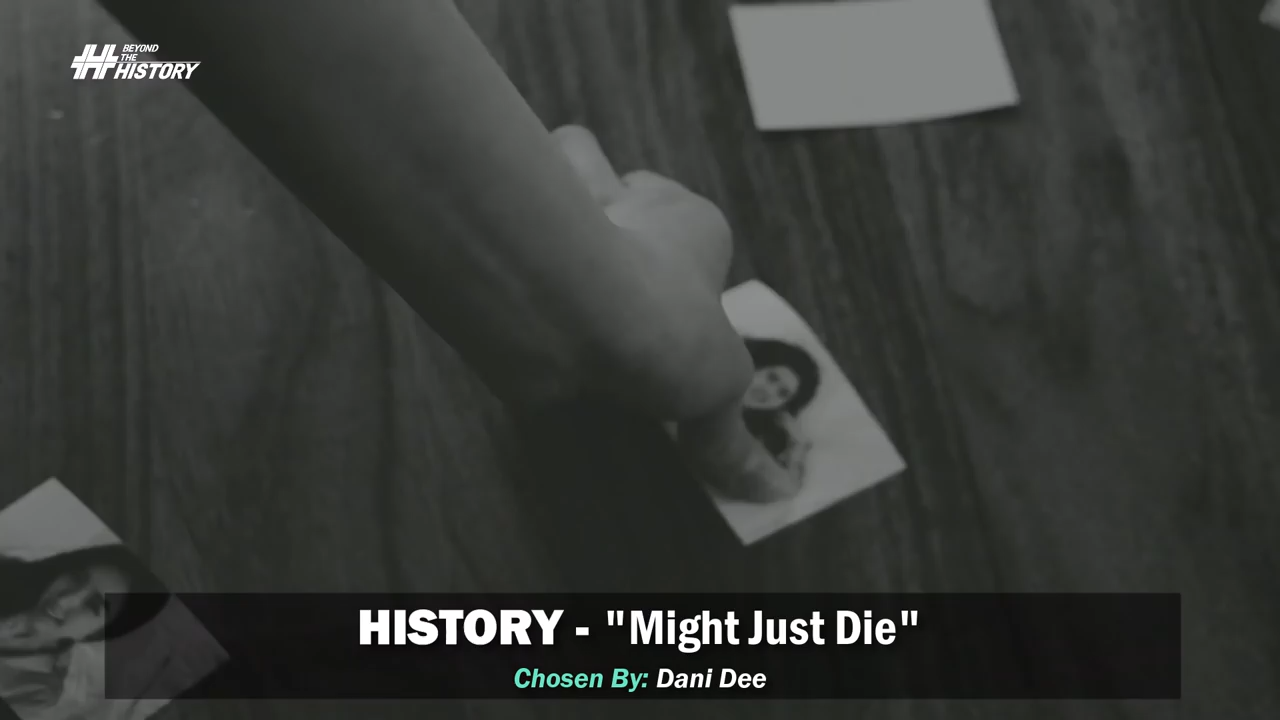 BEYOND
THE
HISTORY
HISTORY - "Might Just Die"
Chosen By: Dani Dee